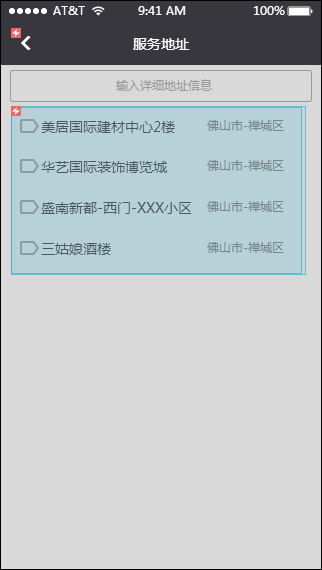 AT&T 9:41 AM 100%
服务地址
输入详细地址信息
美居国际建材中心2楼 佛山市-禅城区
华艺国际装饰博览城 佛山市-禅城区
盛南新都-西门-XXX小区 佛山市-禅城区
三姑娘酒楼 佛山市-禅城区